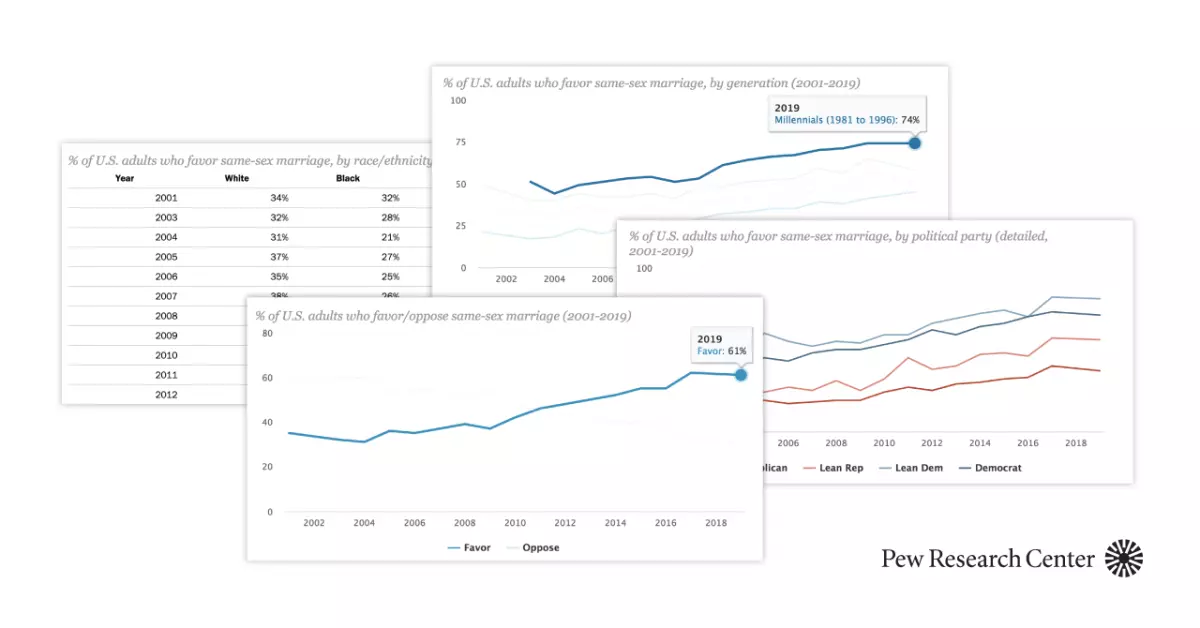 % of U.S. adults who favor same-sex marriage, by generation (2001-2019)
100
2019
Millennials (1981 to 1996): 74%
75
50
25
0
2002 2004 2006
% of U.S. adults who favor same-sex marriage, by race/ethnicity
Year White Black
2001 34% 32%
2003 32% 28%
2004 31% 21%
2005 37% 27%
2006 35% 25%
2007 38% 26%
2008
2009
2010
2011
2012
% of U.S. adults who favor same-sex marriage, by political party (detailed,
2001-2019)
100
2006 2008 2010 2012 2014 2016 2018
Lean Rep Lean Dem Democrat
% of U.S. adults who favor/oppose same-sex marriage (2001-2019)
80
2019
Favor: 61%
60
40
20
0
2002 2004 2006 2008 2010 2012 2014 2016 2018
Favor Oppose
Pew Research Center